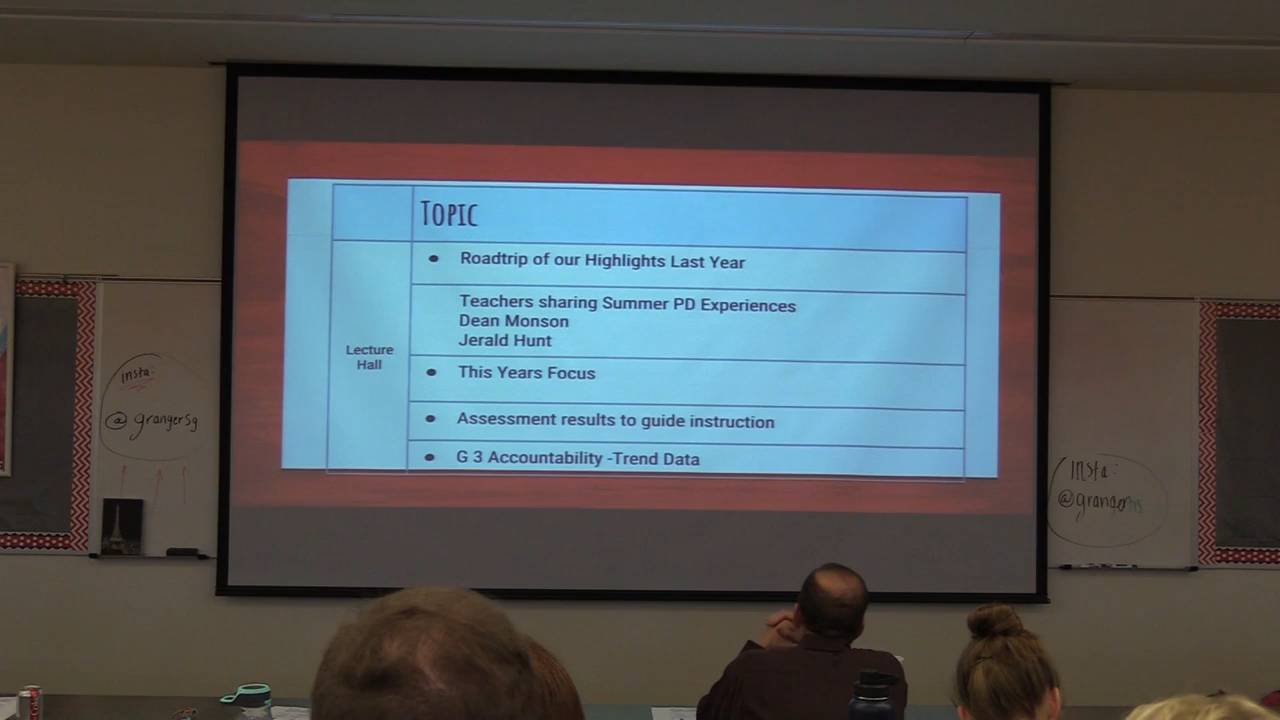 TOPIC
Roadtrip of our Highlights Last Year
Teachers sharing Summer PD Experiences
Dean Monson
Jerald Hunt
Lecture
Hall
This Years Focus
Assessment results to guide instruction
G 3 Accountability -Trend Data
insta:
@grangersg
Insta:
@grangerhs